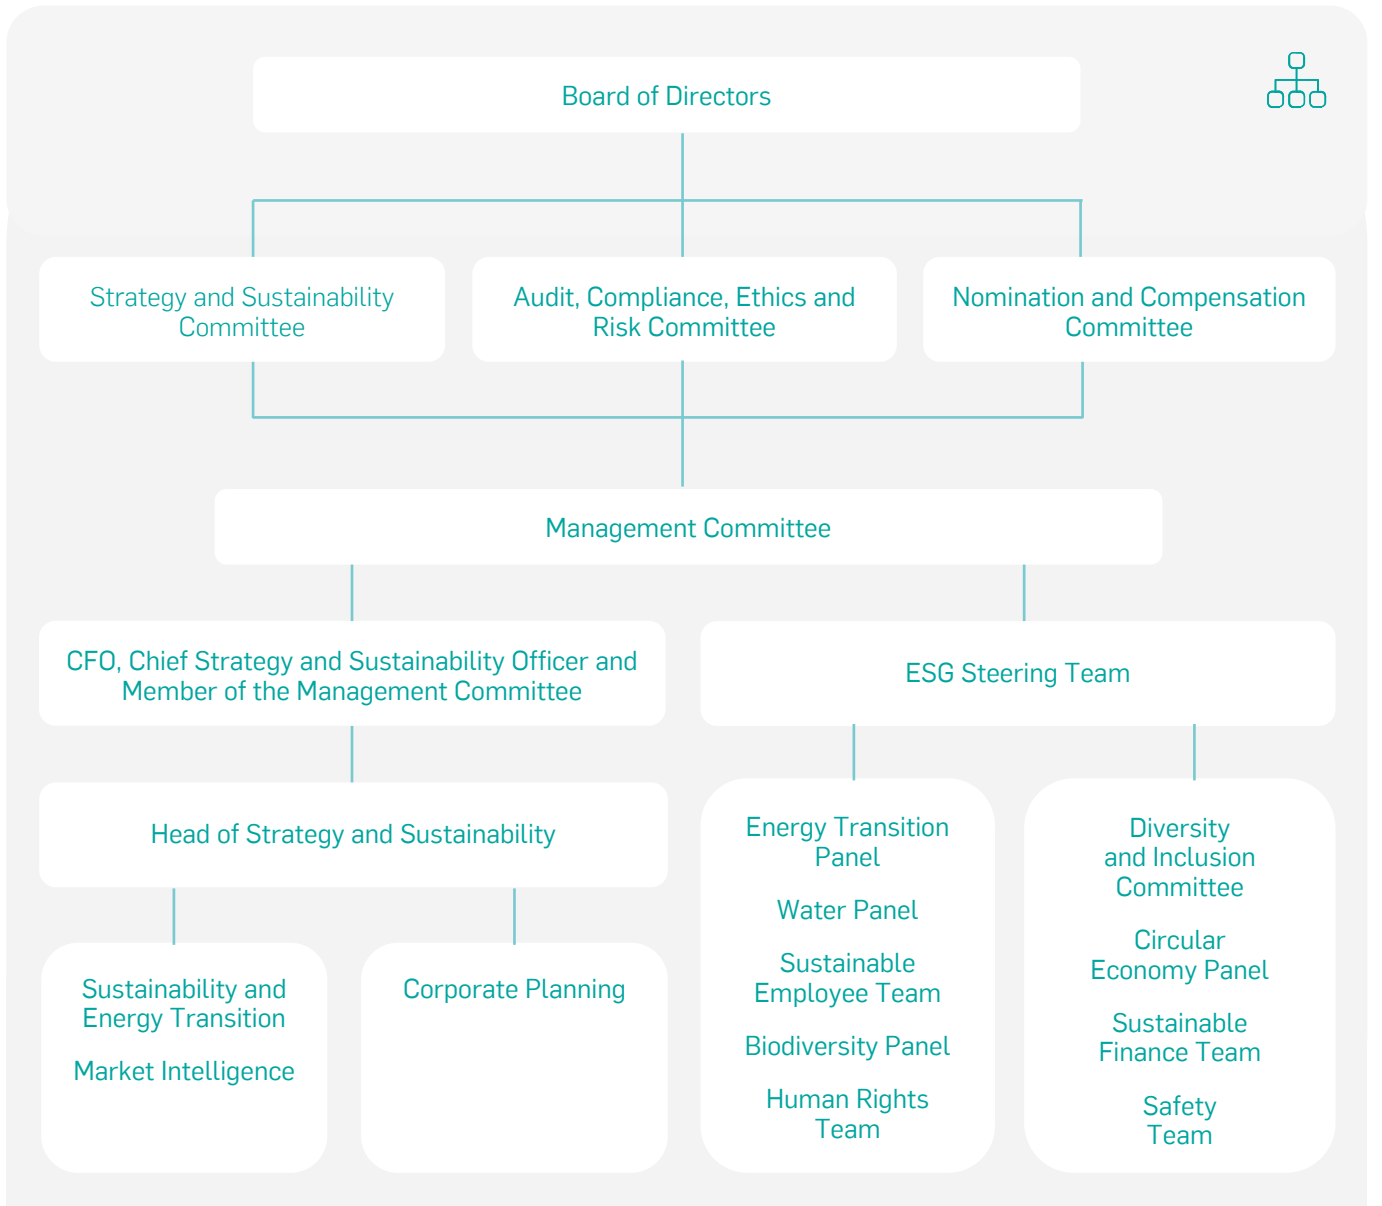 Board of Directors
Strategy and Sustainability
Committee
Audit, Compliance, Ethics and
Risk Committee
Nomination and Compensation
Committee
Management Committee
CFO, Chief Strategy and Sustainability Officer and
Member of the Management Committee
ESG Steering Team
Head of Strategy and Sustainability
Sustainability and
Energy Transition
Market Intelligence
Corporate Planning
Energy Transition
Panel
Water Panel
Sustainable
Employee Team
Biodiversity Panel
Human Rights
Team
Diversity
and Inclusion
Committee
Circular
Economy Panel
Sustainable
Finance Team
Safety
Team